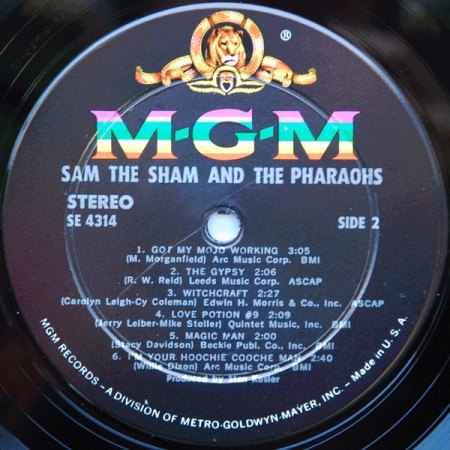 ®
M-G-M
SAM THE SHAM AND THE PHARAOHS
STEREO
SE 4314
SIDE 2
1. GOT MY MOJO WORKING 3:05
(M. Morganfield) Arc Music Corp. BMI
2. THE GYPSY 2:06
(R. W. Reid) Leeds Music Corp. ASCAP
3. WITCHCRAFT 2:27
(Carolyn Leigh-Cy Coleman) Edwin H. Morris & Co., Inc. ASCAP
4. LOVE POTION #9 2:09
(Jerry Leiber-Mike Stoller) Quintet Music, Inc. BMI
5. MAGIC MAN 2:00
(Stacy Davidson) Beckie Publ. Co., Inc. BMI
6. I'M YOUR HOOCHIE COOCHE MAN 2:40
(Willie Dixon) Arc Music Corp. BMI
Produced by Stan Kesler
MGM RECORDS - A DIVISION OF METRO-GOLDWYN-MAYER, INC. - Made in U.S.A.